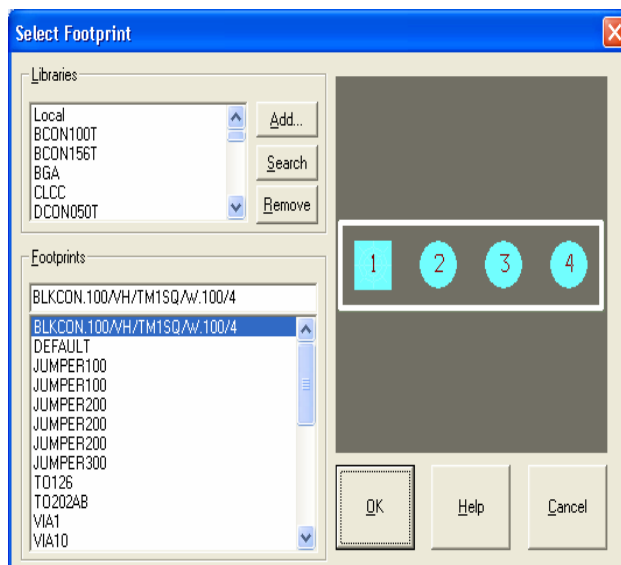 Select Footprint
Libraries
Local
BCON100T
BCON156T
BGA
CLCC
DCON050T
Add...
Search
Remove
Footprints
BLKCON.100/VH/TM1SQ/W.100/4
BLKCON.100/VH/TM1SQ/W.100/4
DEFAULT
JUMPER100
JUMPER100
JUMPER200
JUMPER200
JUMPER200
JUMPER300
TO126
TO202AB
VIA1
VIA10
1 2 3 4
OK Help Cancel